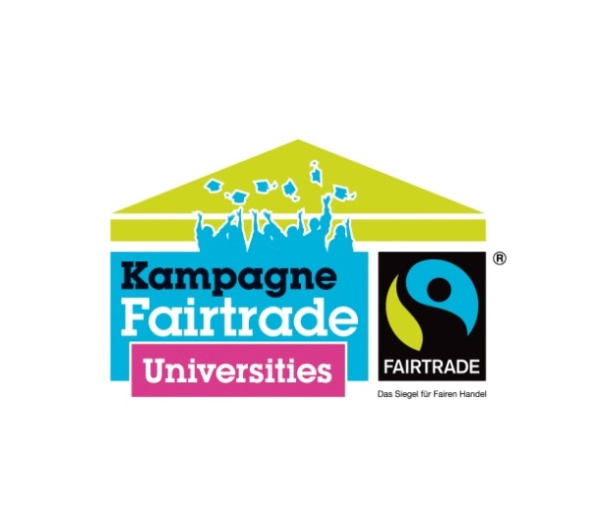 Kampagne
Fairtrade
Universities
®
FAIRTRADE
Das Siegel für Fairen Handel